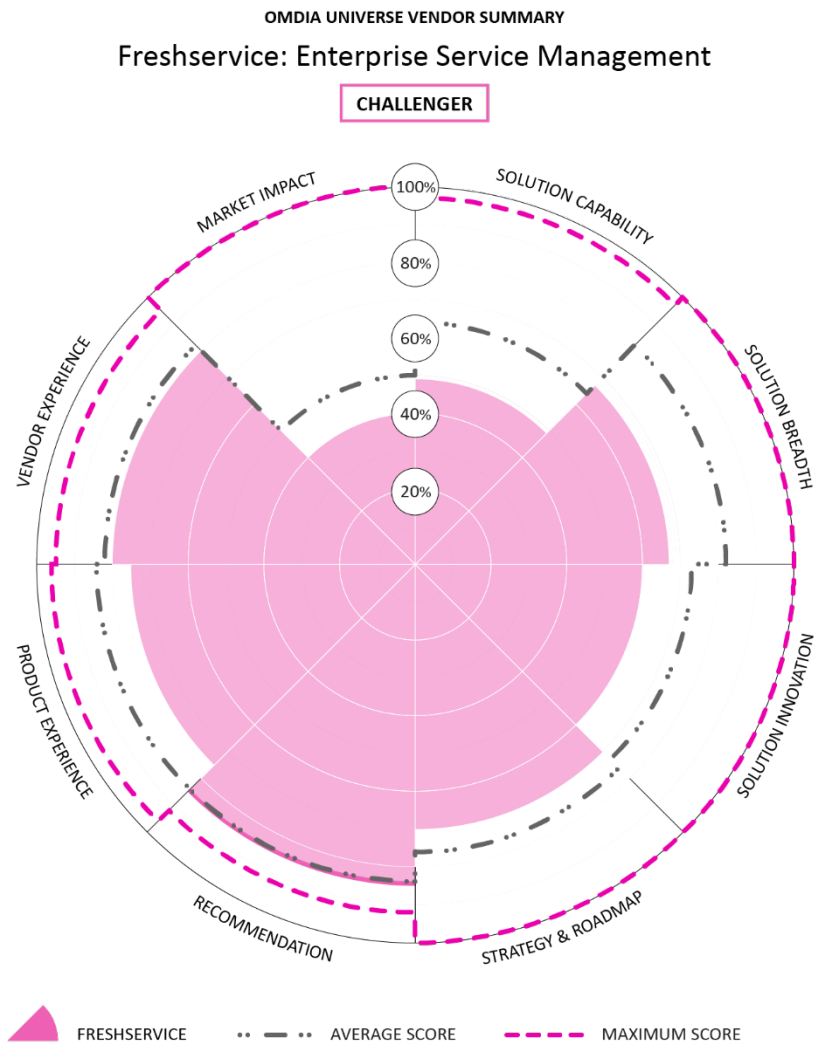 OMDIA UNIVERSE VENDOR SUMMARY
Freshservice: Enterprise Service Management
CHALLENGER
MARKET IMPACT
100%
SOLUTION CAPABILITY
80%
VENDOR EXPERIENCE
60%
SOLUTION BREADTH
40%
20%
PRODUCT EXPERIENCE
SOLUTION INNOVATION
RECOMMENDATION
STRATEGY & ROADMAP
FRESHSERVICE
AVERAGE SCORE
MAXIMUM SCORE